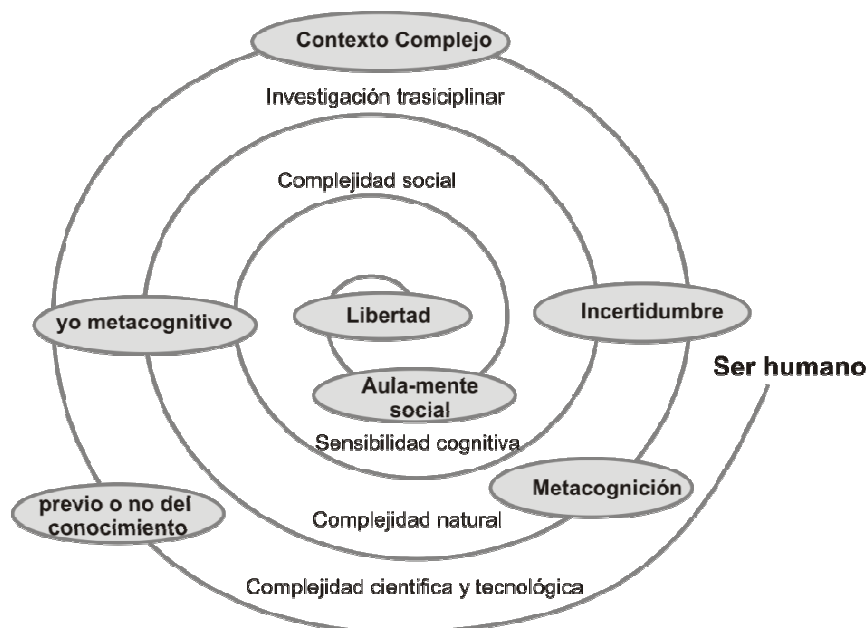 Contexto Complejo
Investigación trasiciplinar
Complejidad social
yo metacognitivo
Libertad
Incertidumbre
Ser humano
Aula-mente
social
Sensibilidad cognitiva
Metacognición
previo o no del
conocimiento
Complejidad natural
Complejidad cientifica y tecnológica